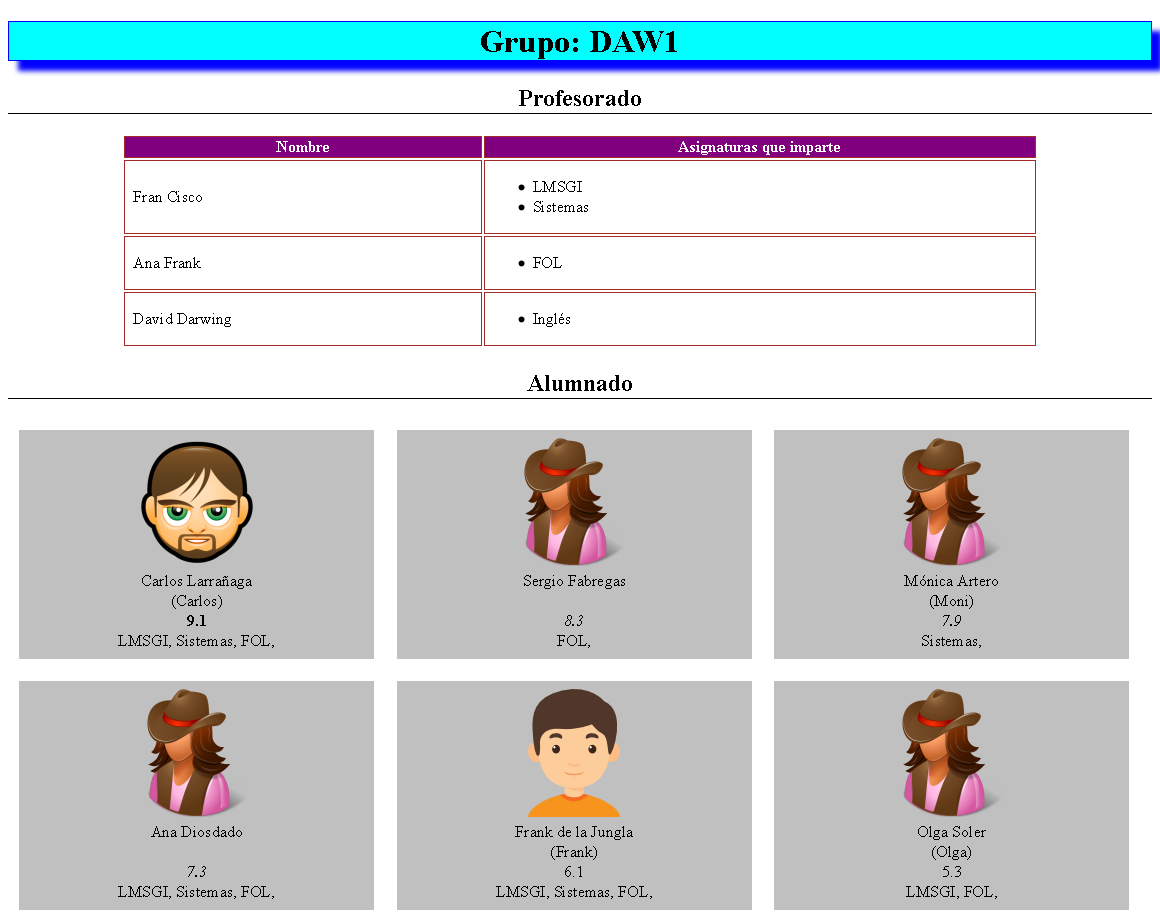 Grupo: DAW1
Profesorado
Nombre Asignaturas que imparte
Fran Cisco
LMSGI
Sistemas
Ana Frank
FOL
David Darwing
Inglés
Alumnado
Carlos Larrañaga
(Carlos)
9.1
LMSGI, Sistemas, FOL,
Sergio Fabregas
8.3
FOL,
Mónica Artero
(Moni)
7.9
Sistemas,
Ana Diosdado
7.3
LMSGI, Sistemas, FOL,
Frank de la Jungla
(Frank)
6.1
LMSGI, Sistemas, FOL,
Olga Soler
(Olga)
5.3
LMSGI, FOL,